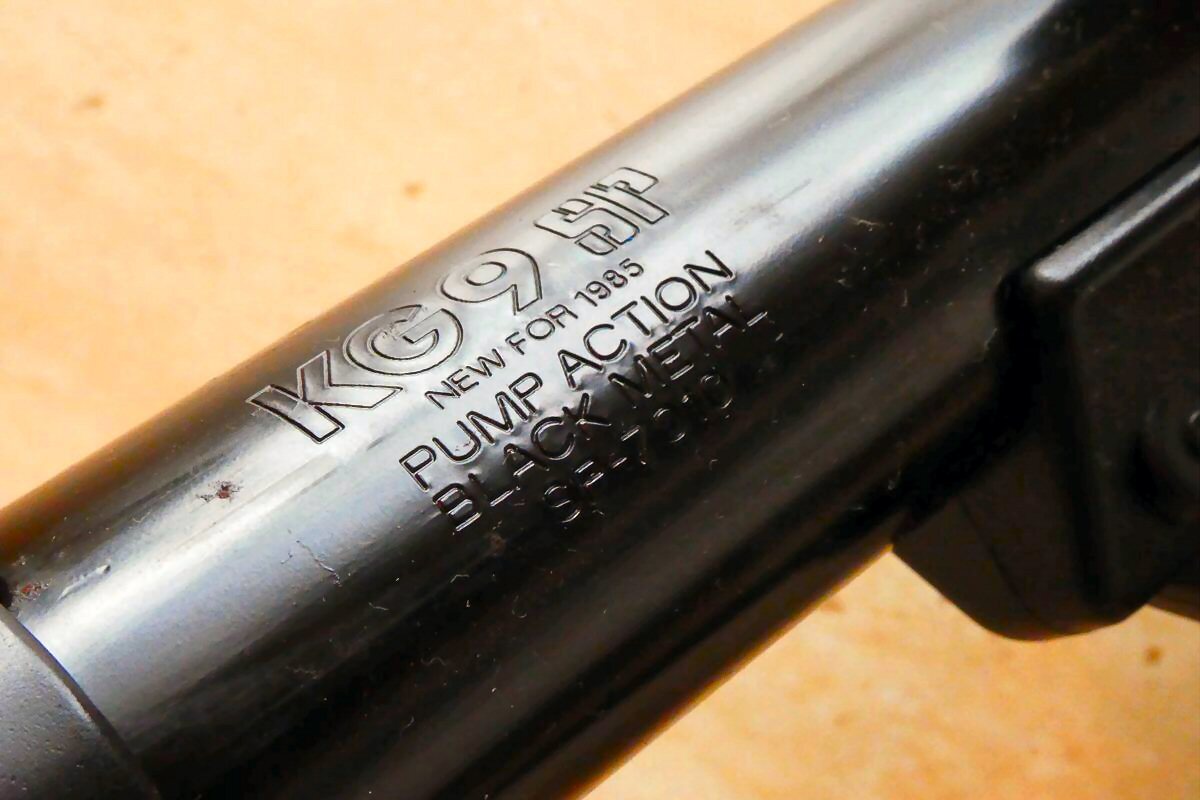 KG9 SP
NEW FOR 1985
PUMP ACTION
BLACK METAL